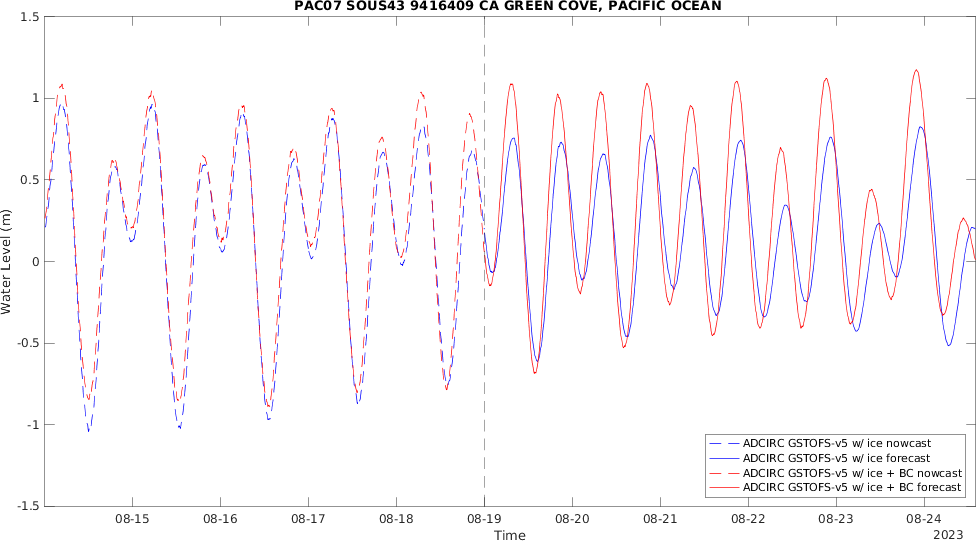 PAC07 SOUS43 9416409 CA GREEN COVE, PACIFIC OCEAN
1.5
1
0.5
0
-0.5
-1
-1.5
Water Level (m)
ADCIRC GSTOFS-v5 w/ ice nowcast
ADCIRC GSTOFS-v5 w/ ice forecast
ADCIRC GSTOFS-v5 w/ ice + BC nowcast
ADCIRC GSTOFS-v5 w/ ice + BC forecast
08-15 08-16 08-17 08-18 08-19 08-20 08-21 08-22 08-23 08-24
Time
2023